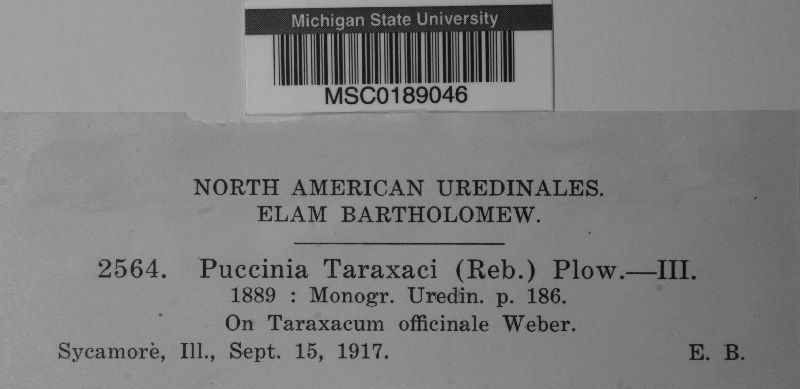 Michigan State University
MSC0189046
NORTH AMERICAN UREDINALES.
ELAM BARTHOLOMEW.
2564. Puccinia Taraxaci (Reb.) Plow.—III.
1889 : Monogr. Uredin. p. 186.
On Taraxacum officinale Weber.
Sycamore, Ill., Sept. 15, 1917. E. B.